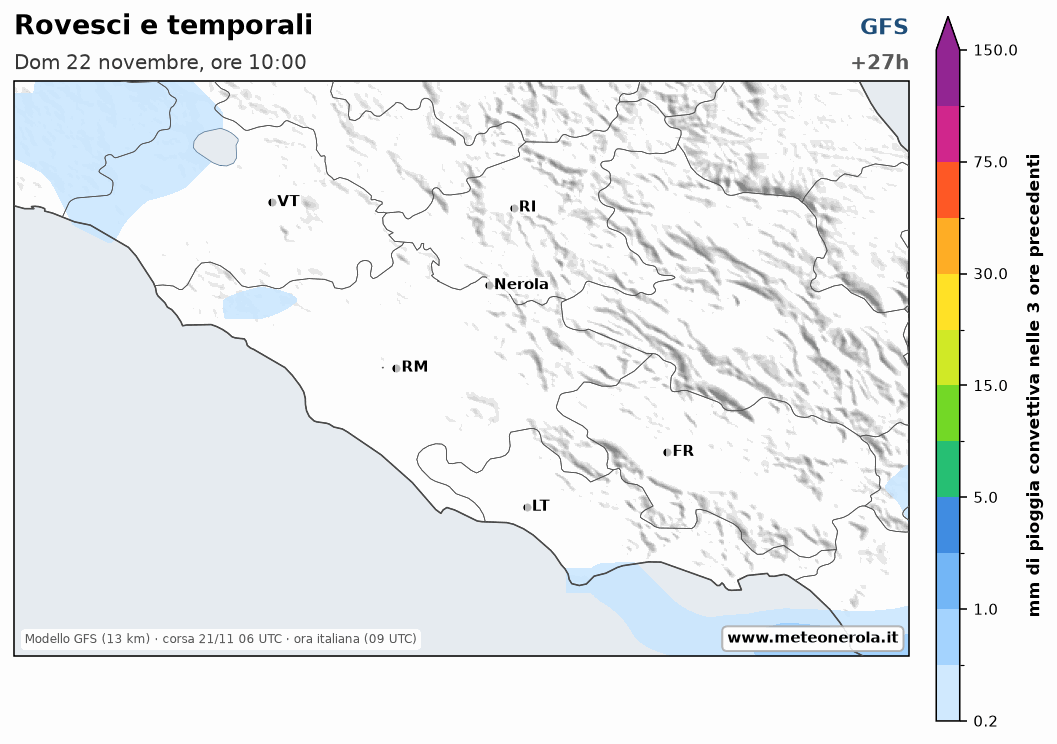 Rovesci e temporali
GFS
Dom 22 novembre, ore 10:00
+27h
150.0
75.0
30.0
15.0
5.0
1.0
0.2
mm di pioggia convettiva nelle 3 ore precedenti
VT
RI
Nerola
RM
FR
LT
Modello GFS (13 km) · corsa 21/11 06 UTC · ora italiana (09 UTC)
www.meteonerola.it